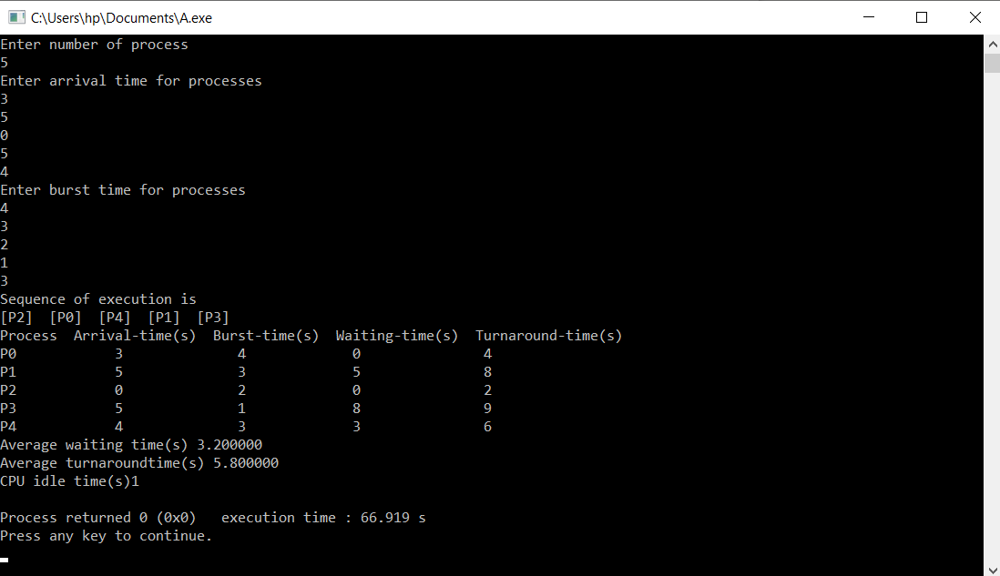 C:\Users\hp\Documents\A.exe
Enter number of process
5
Enter arrival time for processes
3
5
0
5
4
Enter burst time for processes
4
3
2
1
3
Sequence of execution is
[P2]  [P0]  [P4]  [P1]  [P3]
Process  Arrival-time(s)  Burst-time(s)  Waiting-time(s)  Turnaround-time(s)
P0            3              4             0               4
P1            5              3             5               8
P2            0              2             0               2
P3            5              1             8               9
P4            4              3             3               6
Average waiting time(s) 3.200000
Average turnaroundtime(s) 5.800000
CPU idle time(s)1
Process returned 0 (0x0)   execution time : 66.919 s
Press any key to continue.